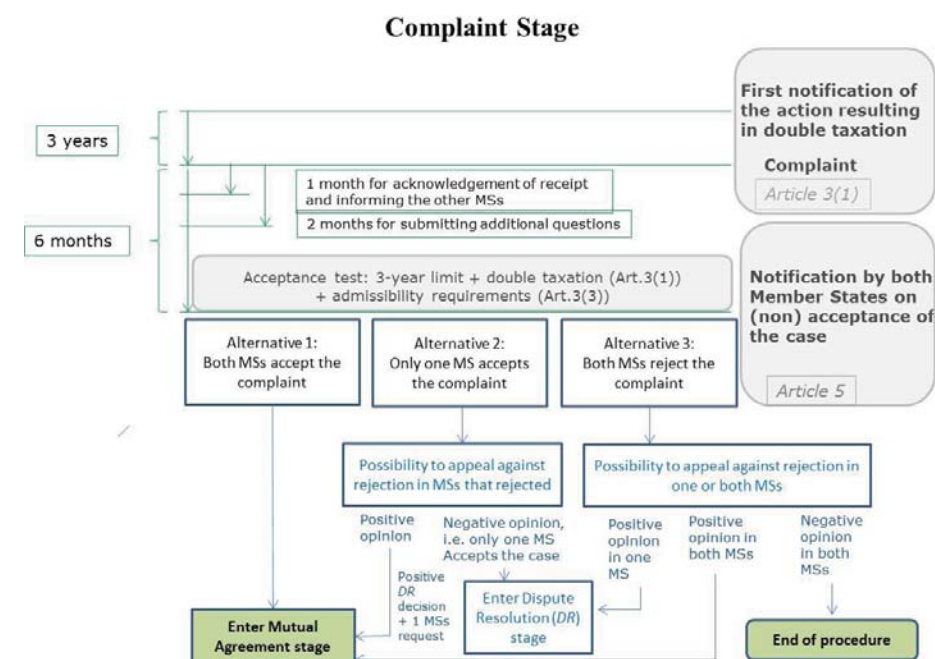 Complaint Stage
First notification of
the action resulting
in double taxation
Complaint
Article 3(1)
3 years
1 month for acknowledgement of receipt
and informing the other MSs
2 months for submitting additional questions
6 months
Acceptance test: 3-year limit + double taxation (Art.3(1))
+ admissibility requirements (Art.3(3))
Notification by both
Member States on
(non) acceptance of
the case
Article 5
Alternative 1:
Both MSs accept the
complaint
Alternative 2:
Only one MS accepts
the complaint
Alternative 3:
Both MSs reject the
complaint
Possibility to appeal against
rejection in MSs that rejected
Possibility to appeal against rejection in
one or both MSs
Positive
opinion
Negative opinion,
i.e. only one MS
Accepts the case
Positive
opinion
in one
MS
Positive
opinion in
both MSs
Negative
opinion
in both
MSs
Positive
DR
decision
+ 1 MSs
request
Enter Dispute
Resolution (DR)
stage
Enter Mutual
Agreement stage
End of procedure